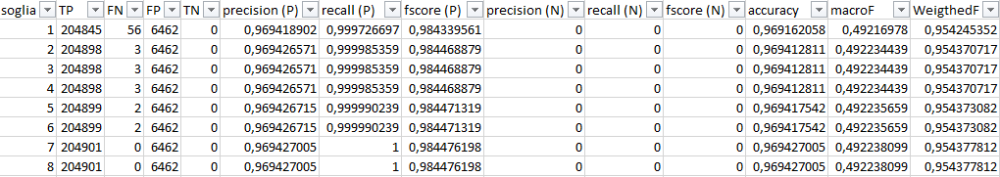 soglia TP FN FP TN precision (P) recall (P) fscore (P) precision (N) recall (N) fscore (N) accuracy macroF WeigthedF
1 204845 56 6462 0 0,969418902 0,999726697 0,984339561 0 0 0 0,969162058 0,49216978 0,954245352
2 204898 3 6462 0 0,969426571 0,999985359 0,984468879 0 0 0 0,969412811 0,492234439 0,954370717
3 204898 3 6462 0 0,969426571 0,999985359 0,984468879 0 0 0 0,969412811 0,492234439 0,954370717
4 204898 3 6462 0 0,969426571 0,999985359 0,984468879 0 0 0 0,969412811 0,492234439 0,954370717
5 204899 2 6462 0 0,969426715 0,999990239 0,984471319 0 0 0 0,969417542 0,492235659 0,954373082
6 204899 2 6462 0 0,969426715 0,999990239 0,984471319 0 0 0 0,969417542 0,492235659 0,954373082
7 204901 0 6462 0 0,969427005 1 0,984476198 0 0 0 0,969427005 0,492238099 0,954377812
8 204901 0 6462 0 0,969427005 1 0,984476198 0 0 0 0,969427005 0,492238099 0,954377812